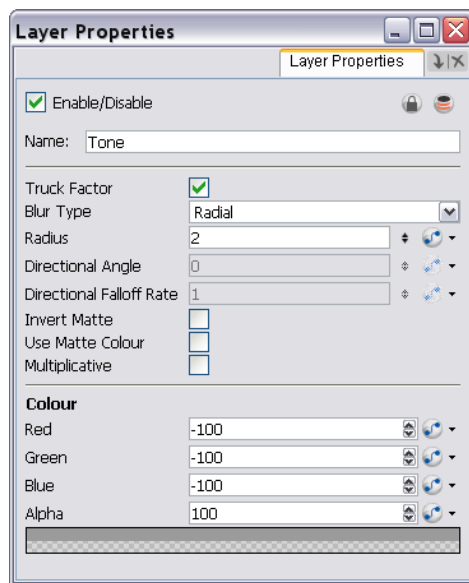 Layer Properties
Layer Properties
Enable/Disable
Name: Tone
Truck Factor
Blur Type Radial
Radius 2
Directional Angle 0
Directional Falloff Rate 1
Invert Matte
Use Matte Colour
Multiplicative
Colour
Red -100
Green -100
Blue -100
Alpha 100